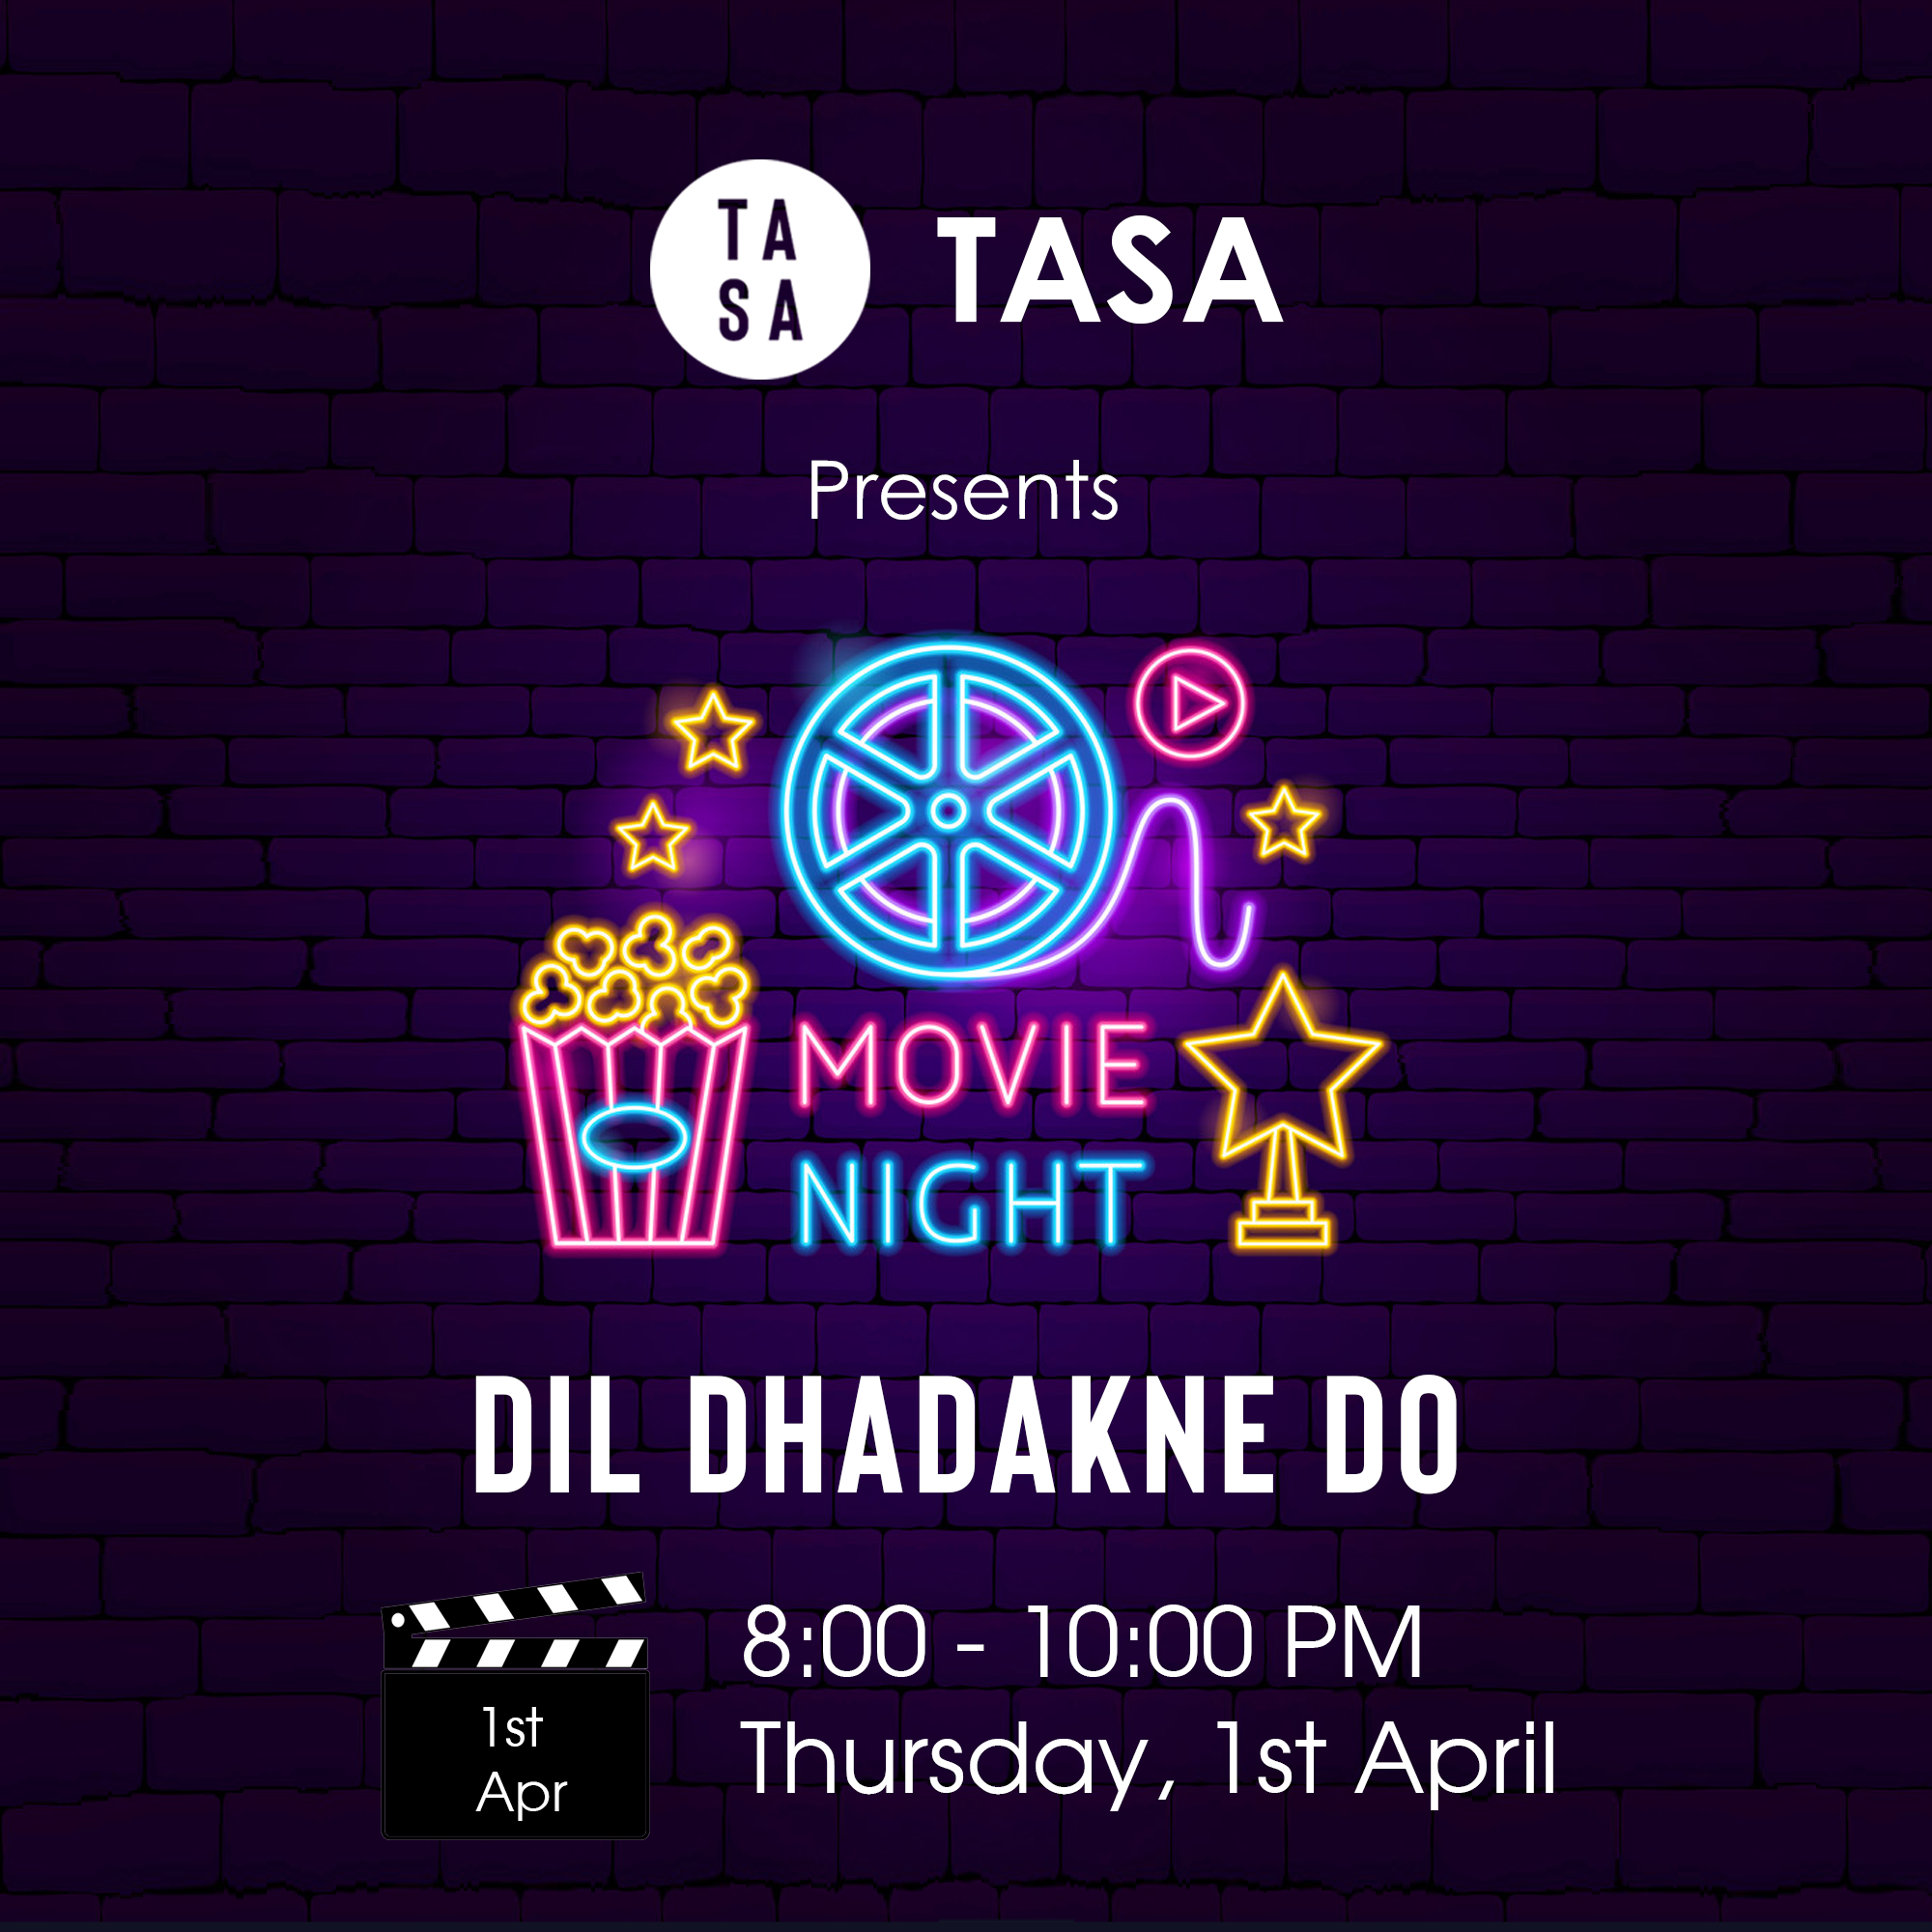 TA
SA
TASA
Presents
MOVIE
NIGHT
DIL DHADAKNE DO
1st
Apr
8:00 - 10:00 PM
Thursday, 1st April